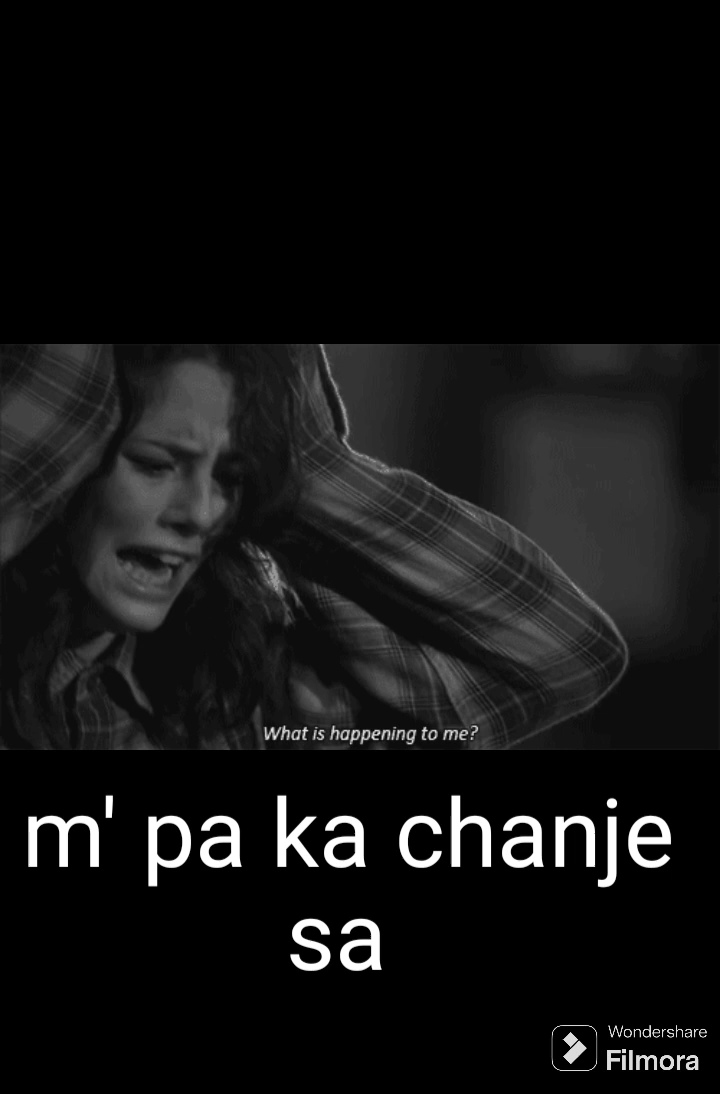 What is happening to me?
m' pa ka chanje
sa
Wondershare
Filmora